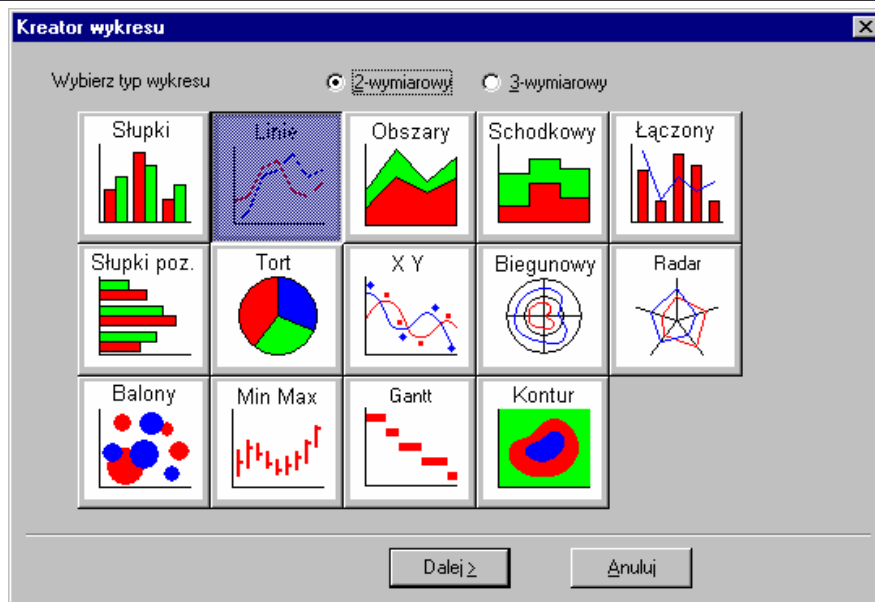 Kreator wykresu
Wybierz typ wykresu 2-wymiarowy 3-wymiarowy
Słupki Linie Obszary Schodkowy Łączony
Słupki poz. Tort X Y Biegunowy Radar
Balony Min Max Gantt Kontur
Dalej > Anuluj